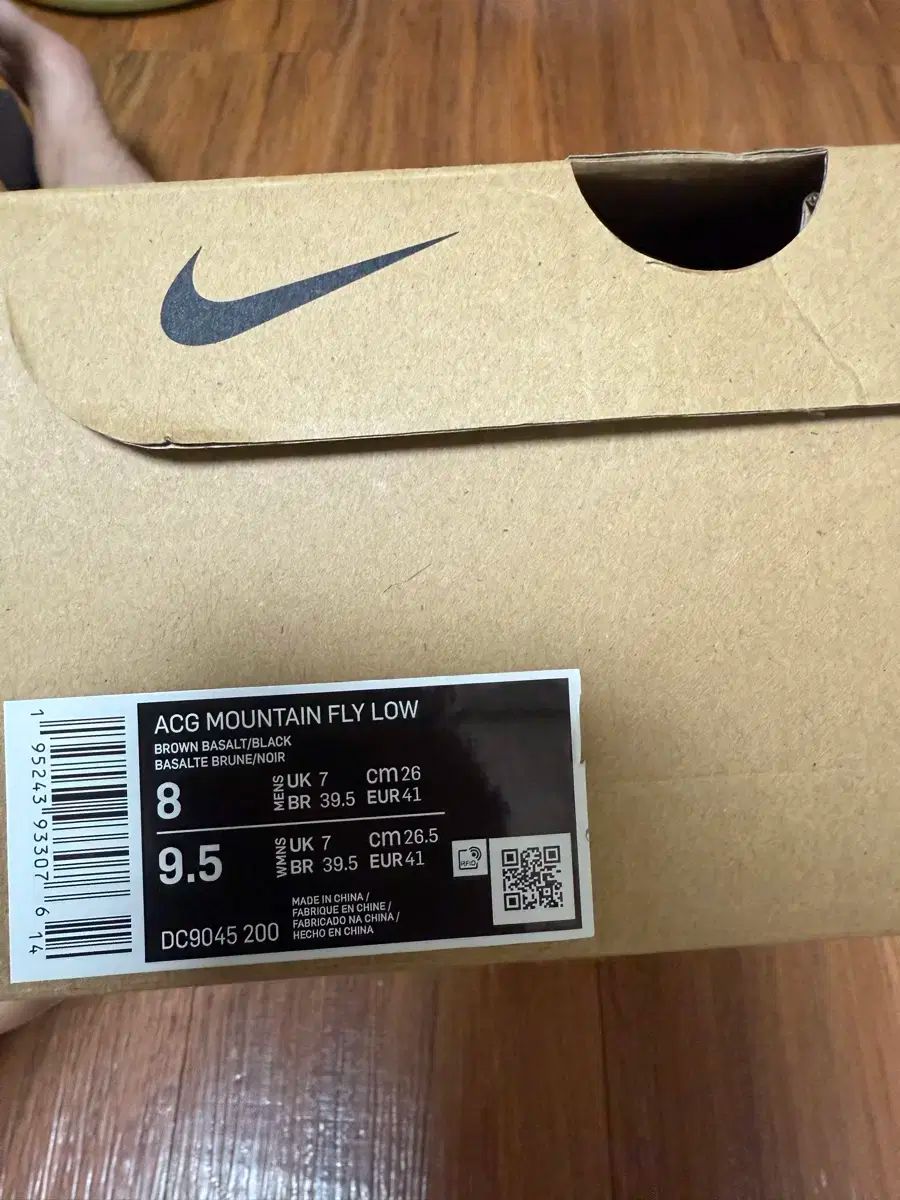 ACG MOUNTAIN FLY LOW
BROWN BASALT/BLACK
BASALTE BRUNE/NOIR
8
MENS
UK 7 cm 26
BR 39.5 EUR 41
9.5
WMNS
UK 7 cm 26.5
BR 39.5 EUR 41
RFID
DC9045 200
MADE IN CHINA /
FABRIQUE EN CHINE /
FABRICADO NA CHINA /
HECHO EN CHINA
1 95243 93307 6 14